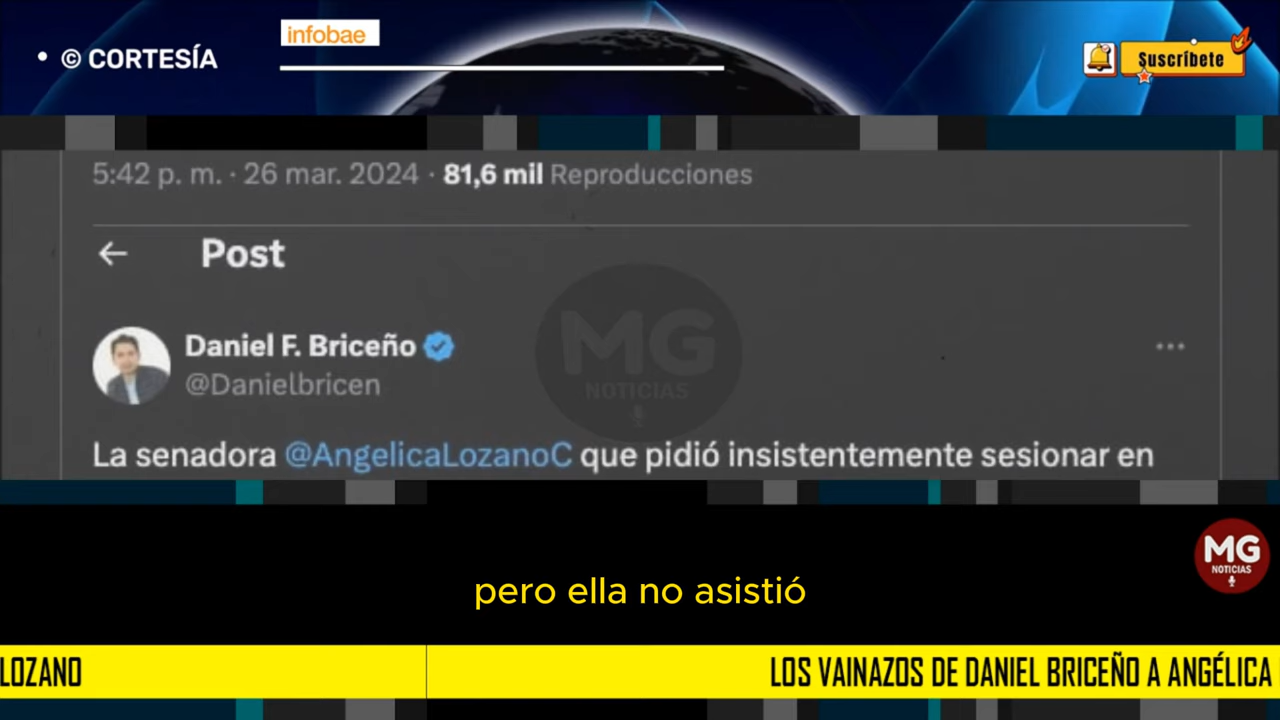 infobae
• © CORTESÍA
Suscríbete
5:42 p. m. · 26 mar. 2024 · 81,6 mil Reproducciones
← Post
MG
NOTICIAS
Daniel F. Briceño
@Danielbricen
La senadora @AngelicaLozanoC que pidió insistentemente sesionar en
MG
NOTICIAS
pero ella no asistió
LOZANO
LOS VAINAZOS DE DANIEL BRICEÑO A ANGÉLICA